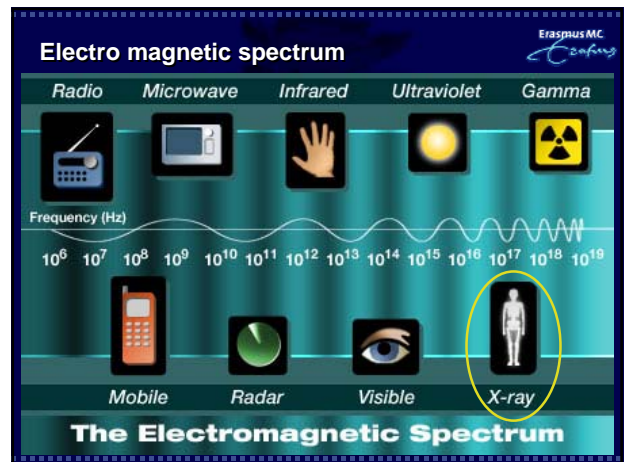 Electro magnetic spectrum
Erasmus MC
Erasmus
Radio Microwave Infrared Ultraviolet Gamma
Frequency (Hz)
10⁶ 10⁷ 10⁸ 10⁹ 10¹⁰ 10¹¹ 10¹² 10¹³ 10¹⁴ 10¹⁵ 10¹⁶ 10¹⁷ 10¹⁸ 10¹⁹
Mobile Radar Visible X-ray
The Electromagnetic Spectrum